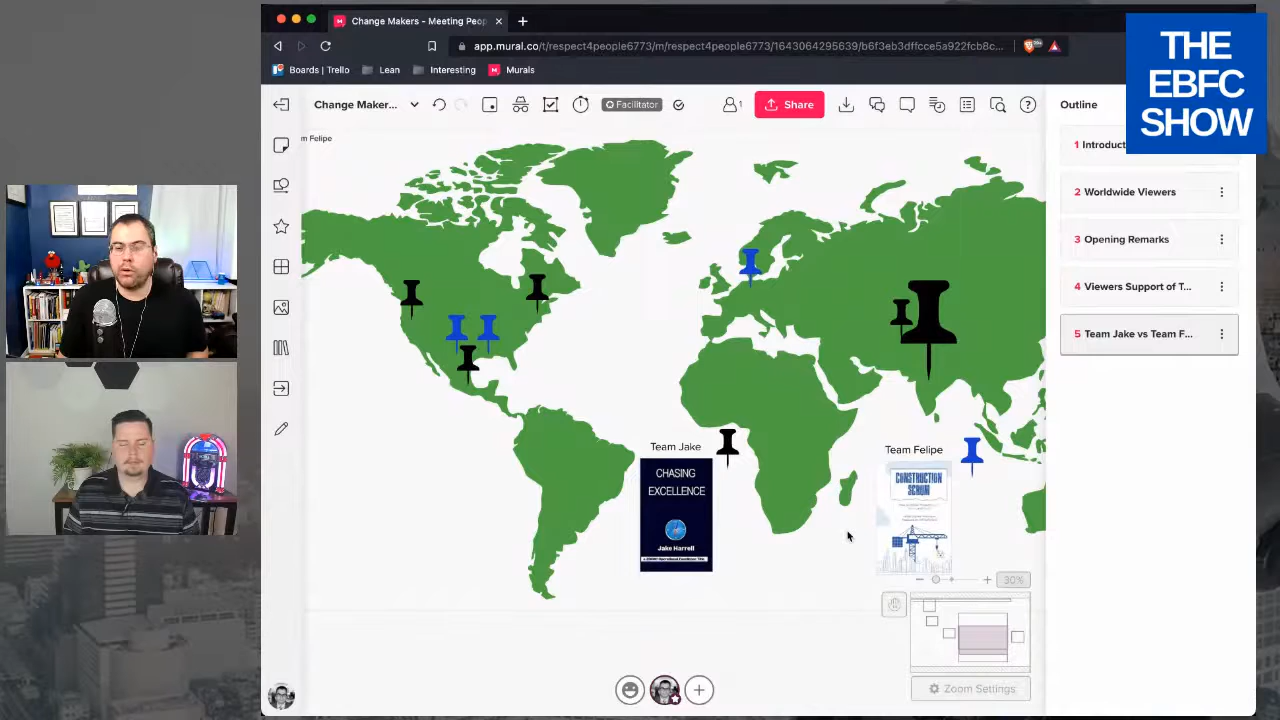 Change Makers - Meeting Peop
app.mural.co/t/respect4people6773/m/respect4people6773/1643064295639/b6f3eb3dffcce5a922fcb8c...
Boards | Trello
Lean
Interesting
Murals
THE
EBFC
SHOW
Change Maker...
Facilitator
1
Share
?
Outline
m Felipe
1 Introduct
2 Worldwide Viewers
3 Opening Remarks
4 Viewers Support of T...
5 Team Jake vs Team F...
Team Jake
CHASING
EXCELLENCE
Jake Harrell
Team Felipe
CONSTRUCTION
SCRUM
30%
Zoom Settings